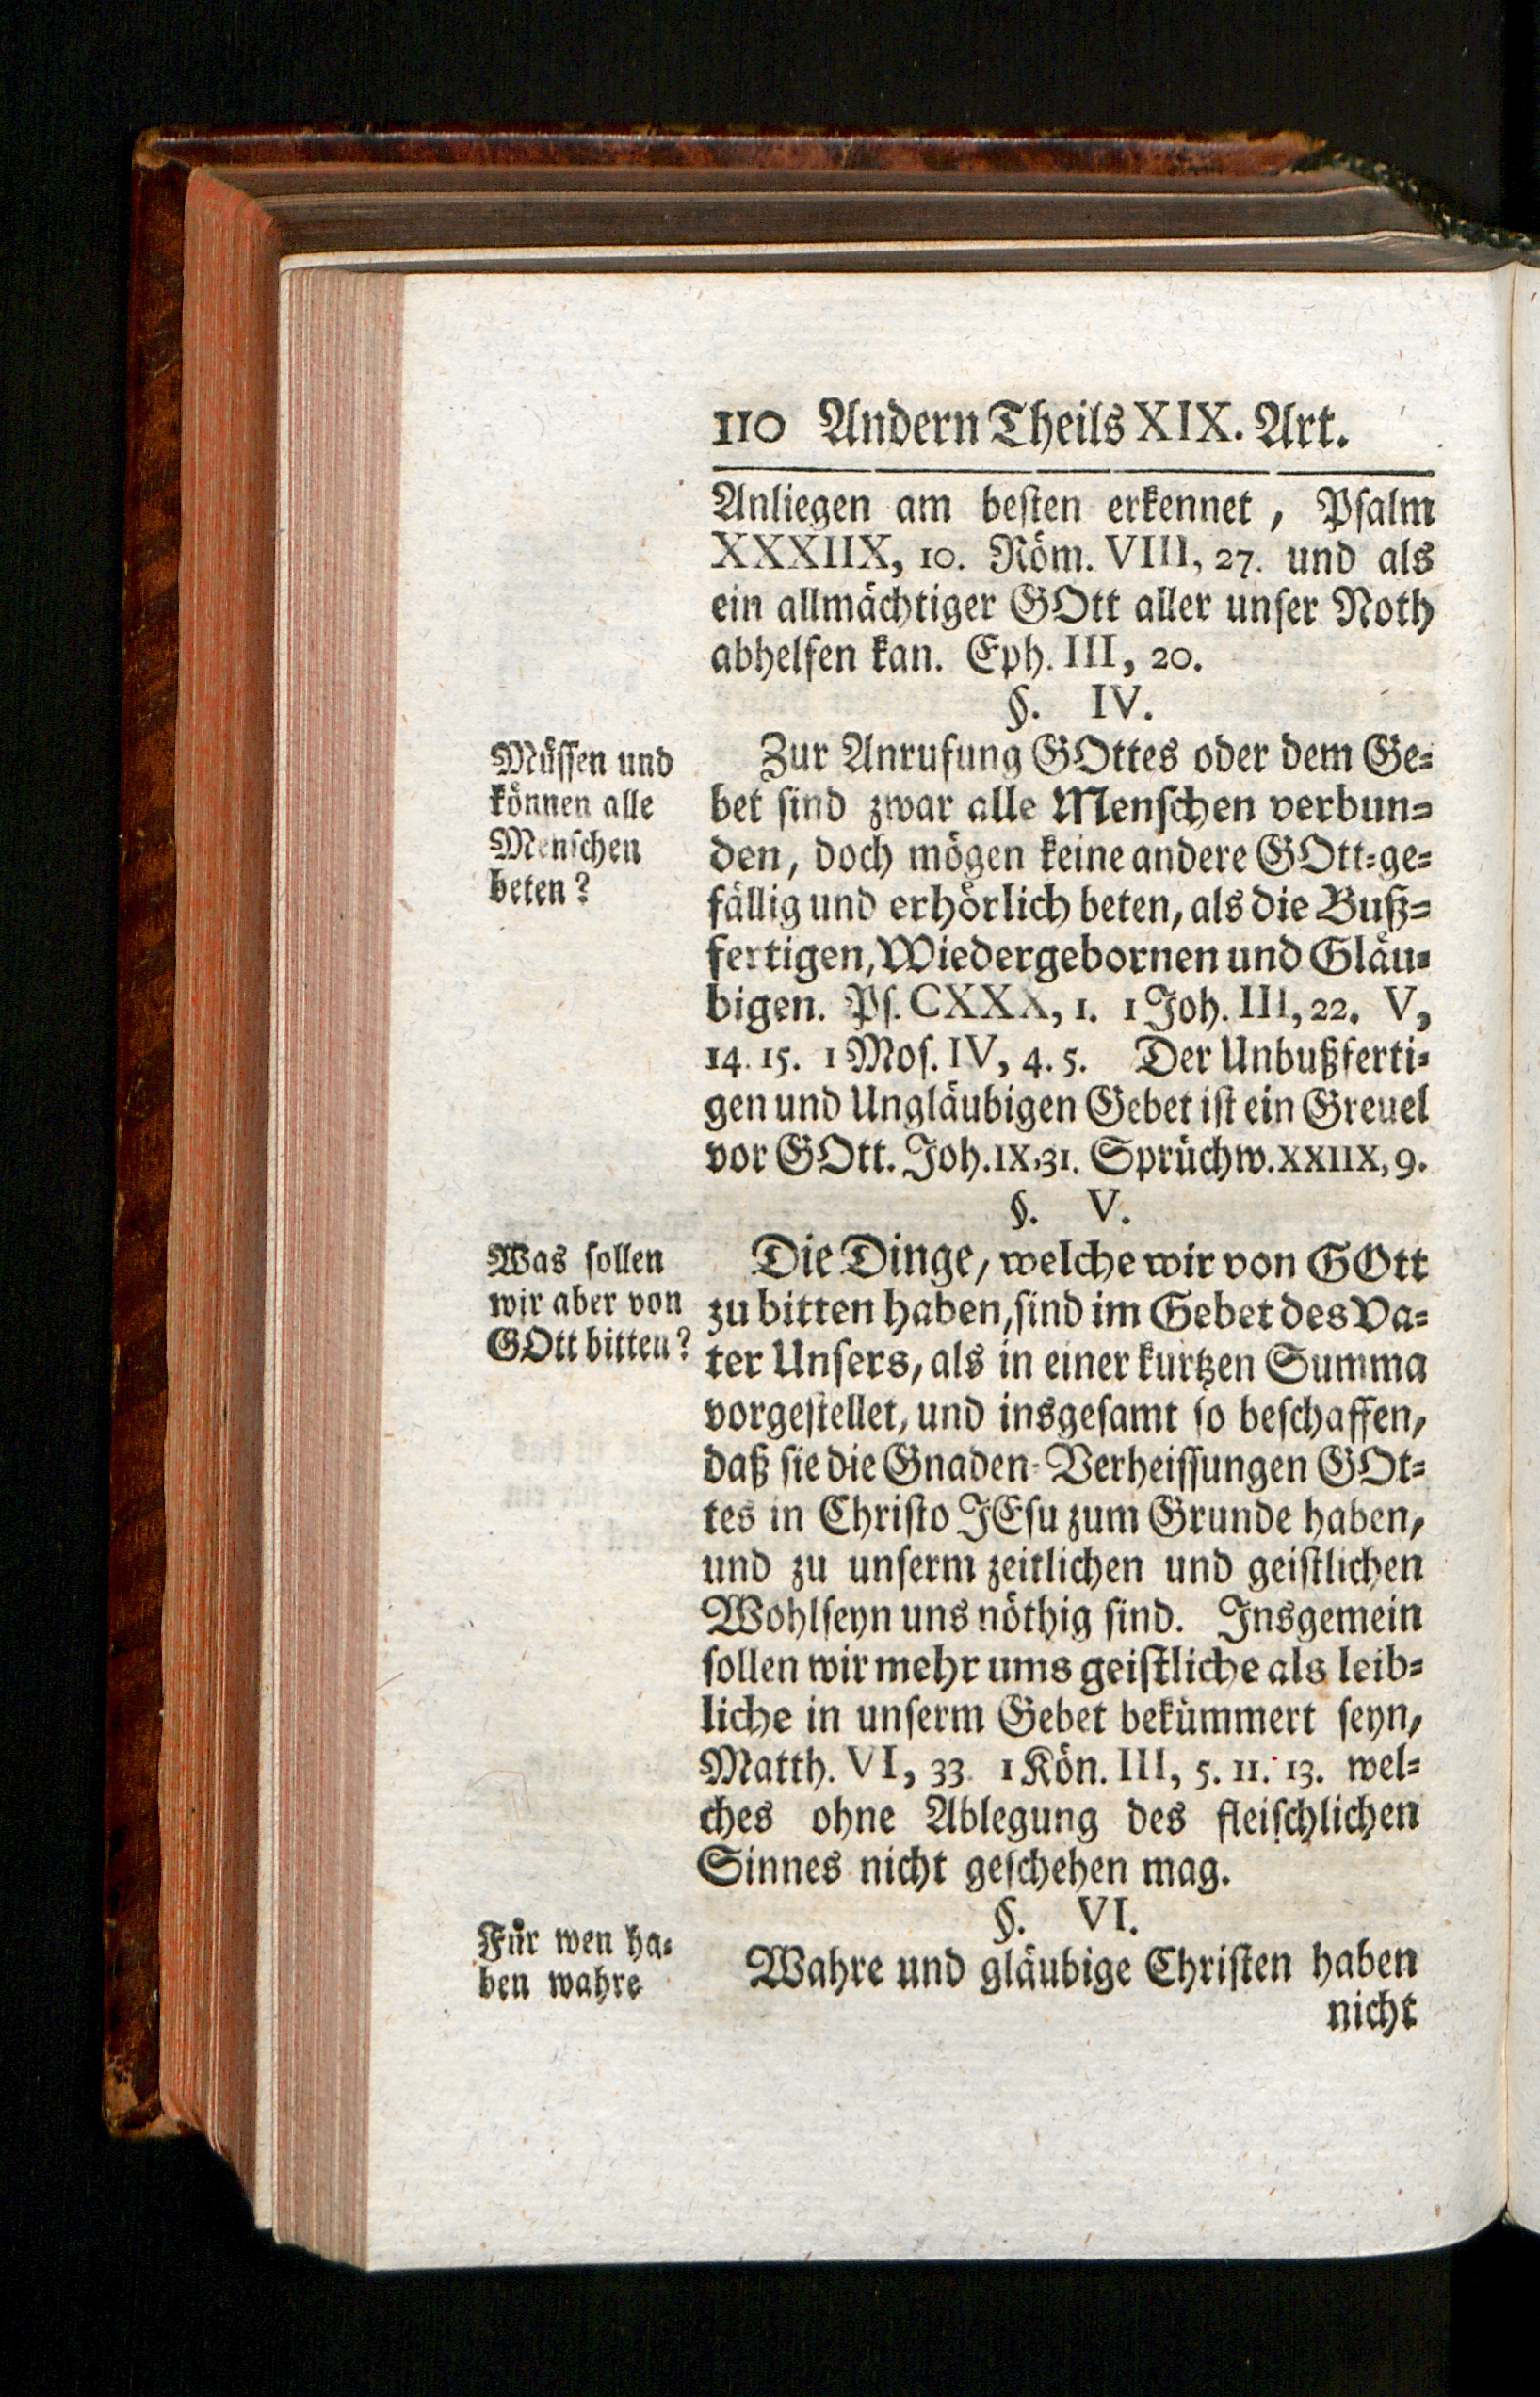 110 Andern Theils XIX. Art.
Anliegen am besten erkennet, Psalm
XXXIIX, 10. Röm. VIII, 27. und als
ein allmächtiger GOtt aller unser Noth
abhelfen kan. Eph. III, 20.
§. IV.
Müssen und
können alle
Menschen
beten?
Zur Anrufung GOttes oder dem Ge-
bet sind zwar alle Menschen verbun-
den, doch mögen keine andere GOtt-ge-
fällig und erhörlich beten, als die Buß-
fertigen, Wiedergebornen und Gläu-
bigen. Ps. CXXX, 1. 1 Joh. III, 22. V,
14. 15. 1 Mos. IV, 4. 5. Der Unbußferti-
gen und Ungläubigen Gebet ist ein Greuel
vor GOtt. Joh. IX, 31. Sprüchw. XXIIX, 9.
§. V.
Was sollen
wir aber von
GOtt bitten?
Die Dinge, welche wir von GOtt
zu bitten haben, sind im Gebet des Va-
ter Unsers, als in einer kurtzen Summa
vorgestellet, und insgesamt so beschaffen,
daß sie die Gnaden-Verheissungen GOt-
tes in Christo JEsu zum Grunde haben,
und zu unserm zeitlichen und geistlichen
Wohlseyn uns nöthig sind. Insgemein
sollen wir mehr ums geistliche als leib-
liche in unserm Gebet bekümmert seyn,
Matth. VI, 33. 1 Kön. III, 5. 11. 13. wel-
ches ohne Ablegung des fleischlichen
Sinnes nicht geschehen mag.
§. VI.
Für wen ha-
ben wahre
Wahre und gläubige Christen haben
nicht